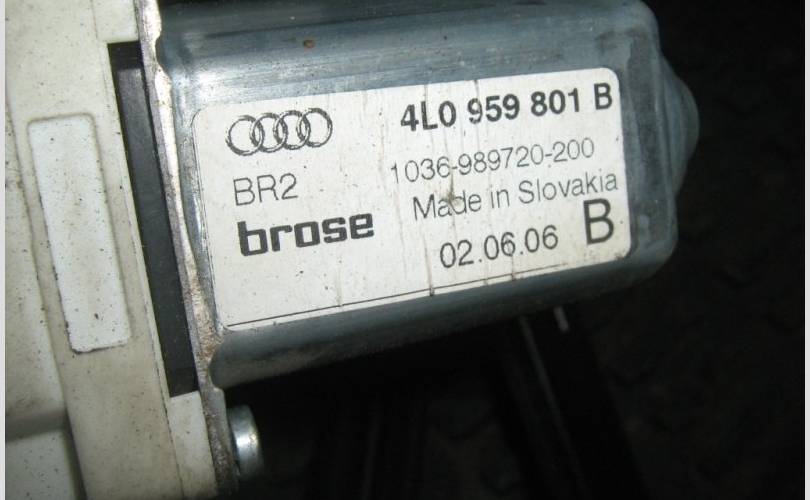 4L0 959 801 B
BR2
1036-989720-200
Made in Slovakia
brose
02.06.06 B